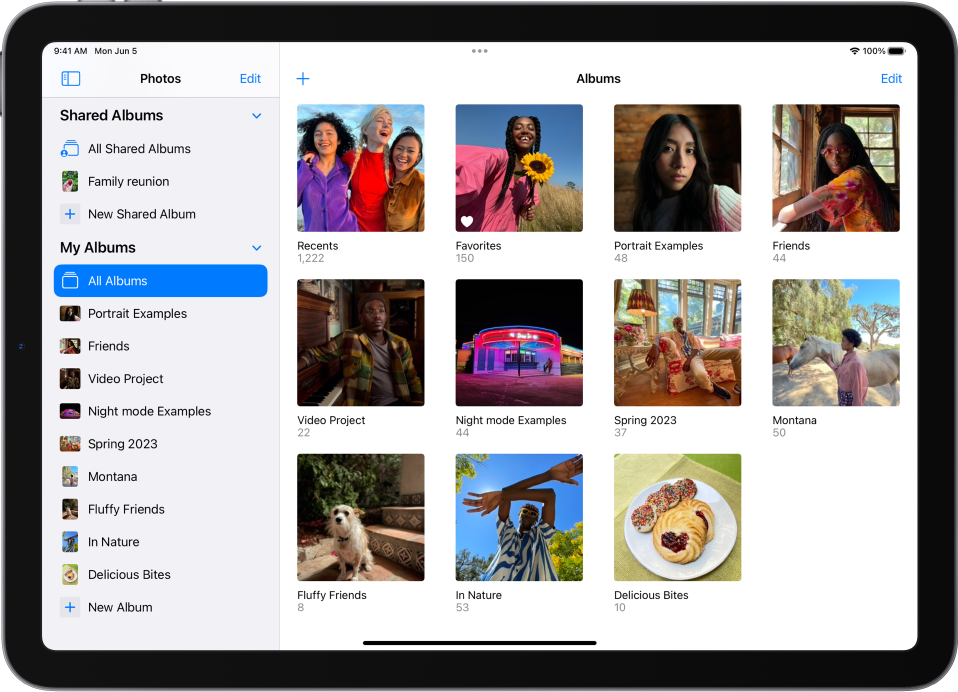 9:41 AM Mon Jun 5
100%
Photos
Edit
Shared Albums
All Shared Albums
Family reunion
New Shared Album
My Albums
All Albums
Portrait Examples
Friends
Video Project
Night mode Examples
Spring 2023
Montana
Fluffy Friends
In Nature
Delicious Bites
New Album
Albums
Edit
Recents
1,222
Favorites
150
Portrait Examples
48
Friends
44
Video Project
22
Night mode Examples
44
Spring 2023
37
Montana
50
Fluffy Friends
8
In Nature
53
Delicious Bites
10